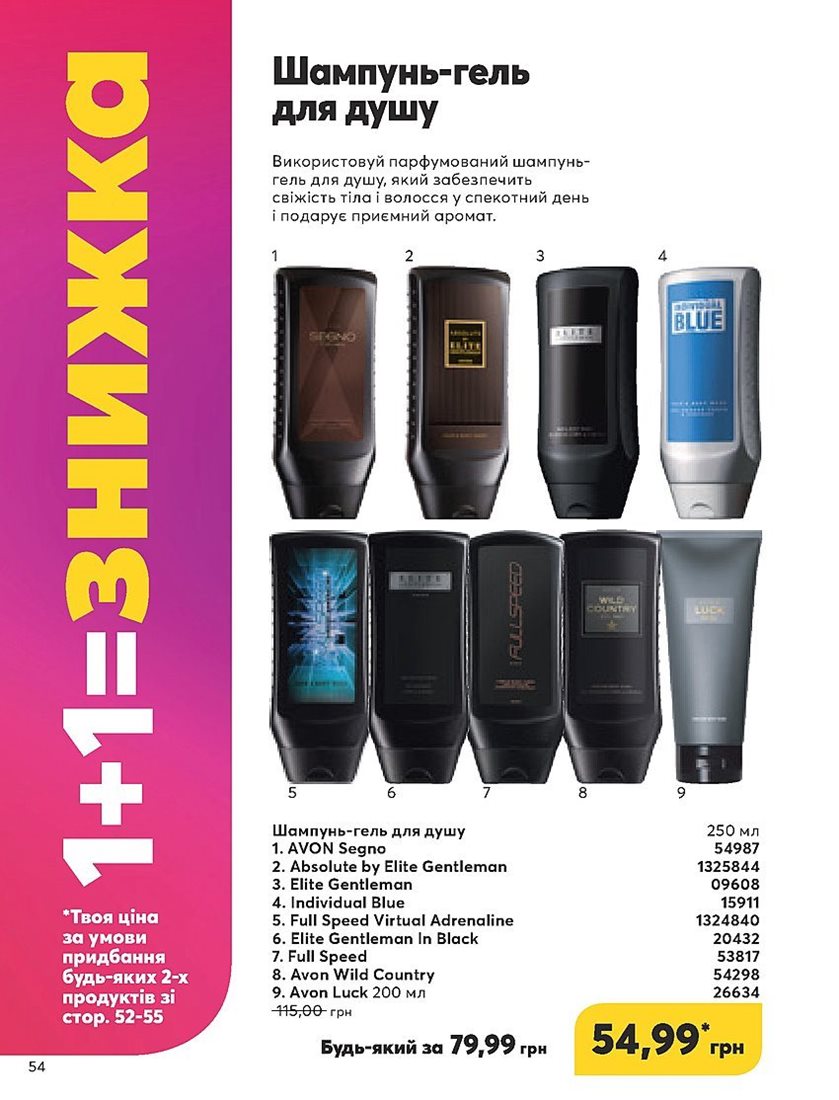 1+1=ЗНИЖКА
*Твоя ціна
за умови
придбання
будь-яких 2-х
продуктів зі
стор. 52-55
54
Шампунь-гель
для душу
Використовуй парфумований шампунь-
гель для душу, який забезпечить
свіжість тіла і волосся у спекотний день
і подарує приємний аромат.
1 2 3 4
SEGNO
ABSOLUTE
BY
ELITE
GENTLEMAN
ELITE
INDIVIDUAL
BLUE
ELITE
FULL SPEED
WILD
COUNTRY
LUCK
5 6 7 8 9
Шампунь-гель для душу 250 мл
1. AVON Segno 54987
2. Absolute by Elite Gentleman 1325844
3. Elite Gentleman 09608
4. Individual Blue 15911
5. Full Speed Virtual Adrenaline 1324840
6. Elite Gentleman In Black 20432
7. Full Speed 53817
8. Avon Wild Country 54298
9. Avon Luck 200 мл 26634
115,00 грн
Будь-який за 79,99 грн 54,99* грн